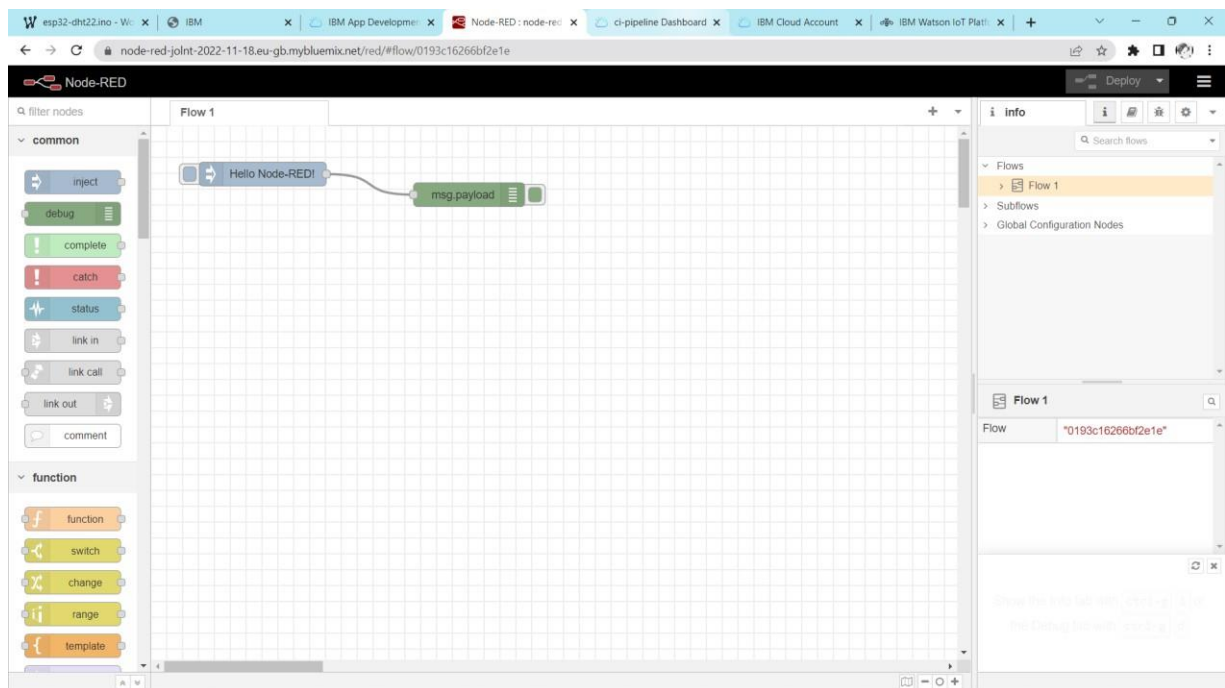 esp32-dht22.ino - Wo
IBM
IBM App Developmen
Node-RED : node-red
ci-pipeline Dashboard
IBM Cloud Account
IBM Watson IoT Platf
node-red-jolnt-2022-11-18.eu-gb.mybluemix.net/red/#flow/0193c16266bf2e1e
Node-RED
Deploy
filter nodes
Flow 1
i info
Search flows
common
inject
debug
complete
catch
status
link in
link call
link out
comment
function
function
switch
change
range
template
Hello Node-RED!
msg.payload
Flows
Flow 1
Subflows
Global Configuration Nodes
Flow 1
Flow "0193c16266bf2e1e"